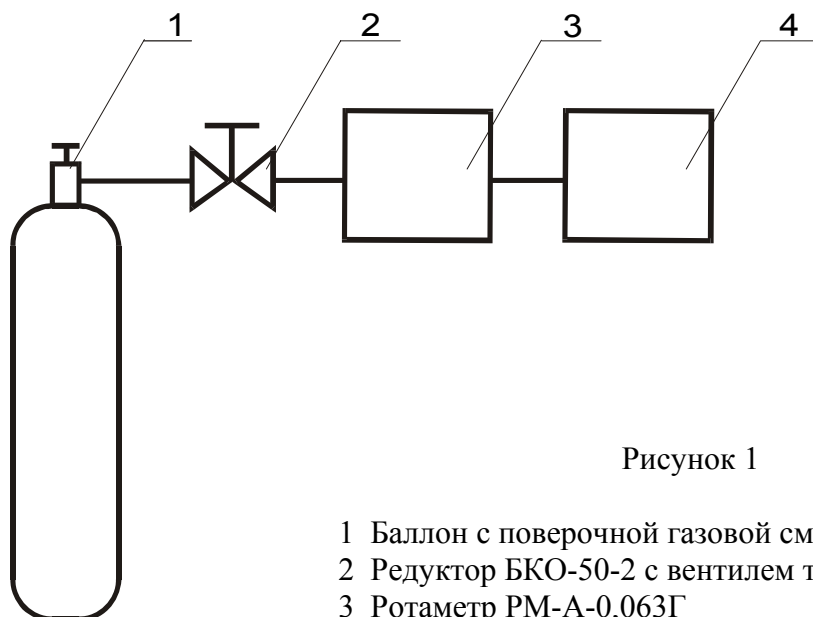 1 2 3 4
Рисунок 1
1 Баллон с поверочной газовой см
2 Редуктор БКО-50-2 с вентилем т
3 Ротаметр РМ-А-0,063Г